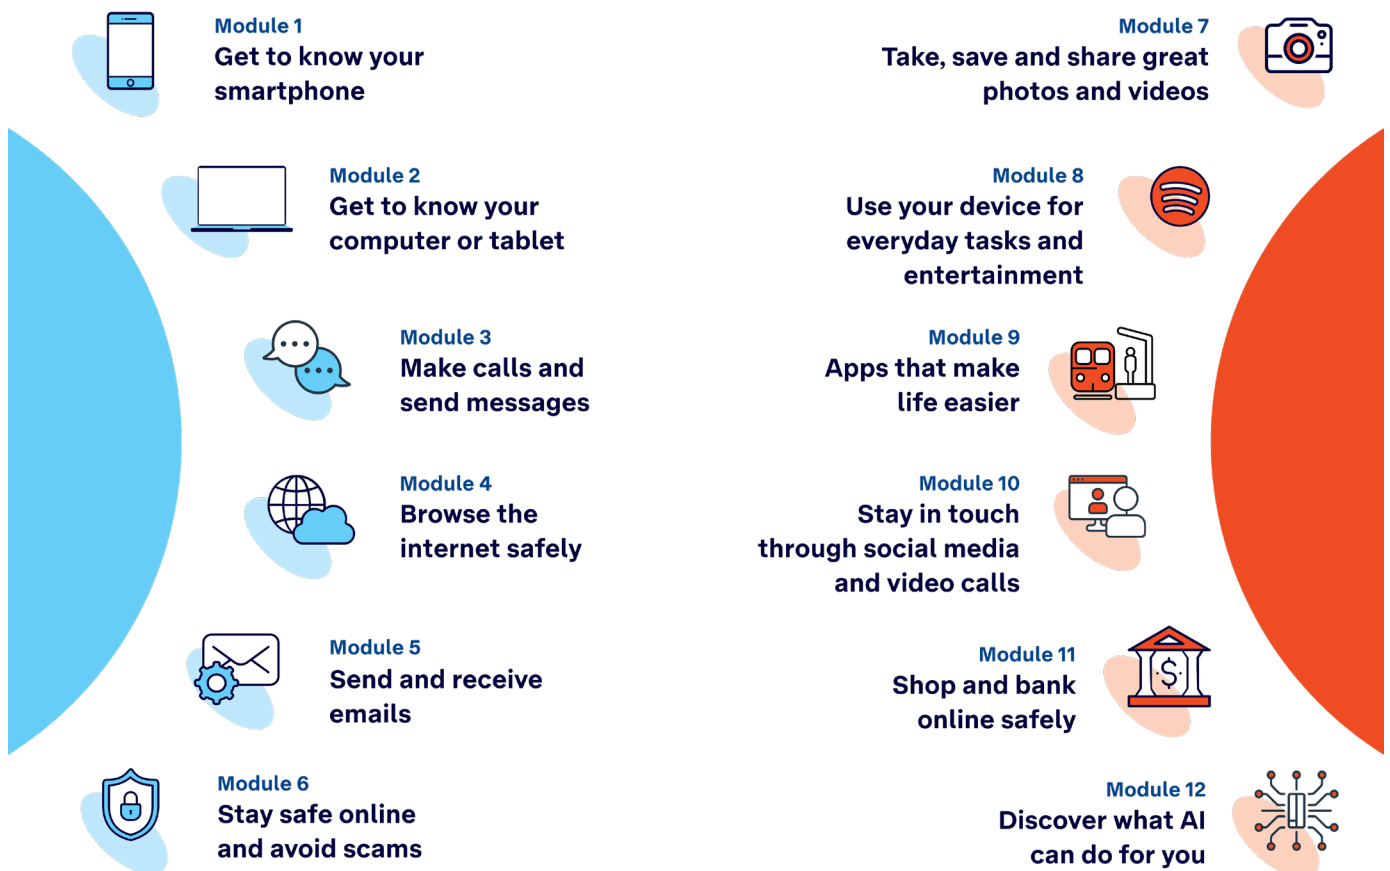 Module 1
Get to know your
smartphone
Module 2
Get to know your
computer or tablet
Module 3
Make calls and
send messages
Module 4
Browse the
internet safely
Module 5
Send and receive
emails
Module 6
Stay safe online
and avoid scams
Module 7
Take, save and share great
photos and videos
Module 8
Use your device for
everyday tasks and
entertainment
Module 9
Apps that make
life easier
Module 10
Stay in touch
through social media
and video calls
Module 11
Shop and bank
online safely
$
Module 12
Discover what AI
can do for you